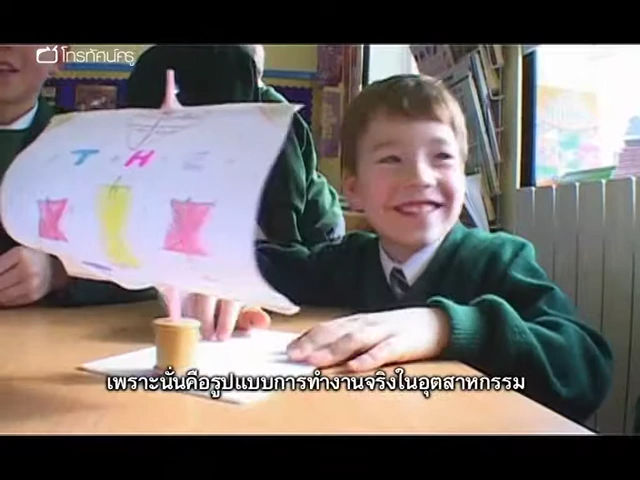 โทรทัศน์ครู
THE
เพราะนั่นคือรูปแบบการทำงานจริงในอุตสาหกรรม